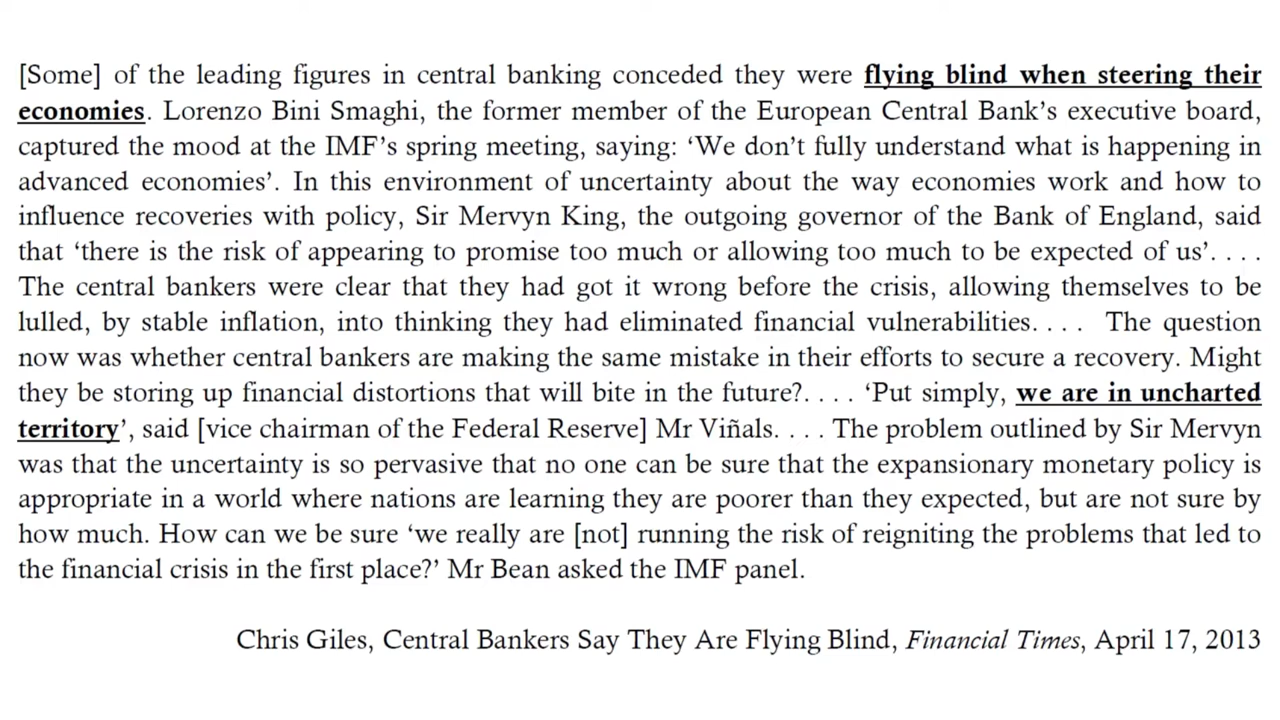 [Some] of the leading figures in central banking conceded they were flying blind when steering their
economies. Lorenzo Bini Smaghi, the former member of the European Central Bank’s executive board,
captured the mood at the IMF’s spring meeting, saying: ‘We don’t fully understand what is happening in
advanced economies’. In this environment of uncertainty about the way economies work and how to
influence recoveries with policy, Sir Mervyn King, the outgoing governor of the Bank of England, said
that ‘there is the risk of appearing to promise too much or allowing too much to be expected of us’. . . .
The central bankers were clear that they had got it wrong before the crisis, allowing themselves to be
lulled, by stable inflation, into thinking they had eliminated financial vulnerabilities. . . . The question
now was whether central bankers are making the same mistake in their efforts to secure a recovery. Might
they be storing up financial distortions that will bite in the future?. . . . ‘Put simply, we are in uncharted
territory’, said [vice chairman of the Federal Reserve] Mr Viñals. . . . The problem outlined by Sir Mervyn
was that the uncertainty is so pervasive that no one can be sure that the expansionary monetary policy is
appropriate in a world where nations are learning they are poorer than they expected, but are not sure by
how much. How can we be sure ‘we really are [not] running the risk of reigniting the problems that led to
the financial crisis in the first place?’ Mr Bean asked the IMF panel.
Chris Giles, Central Bankers Say They Are Flying Blind, Financial Times, April 17, 2013